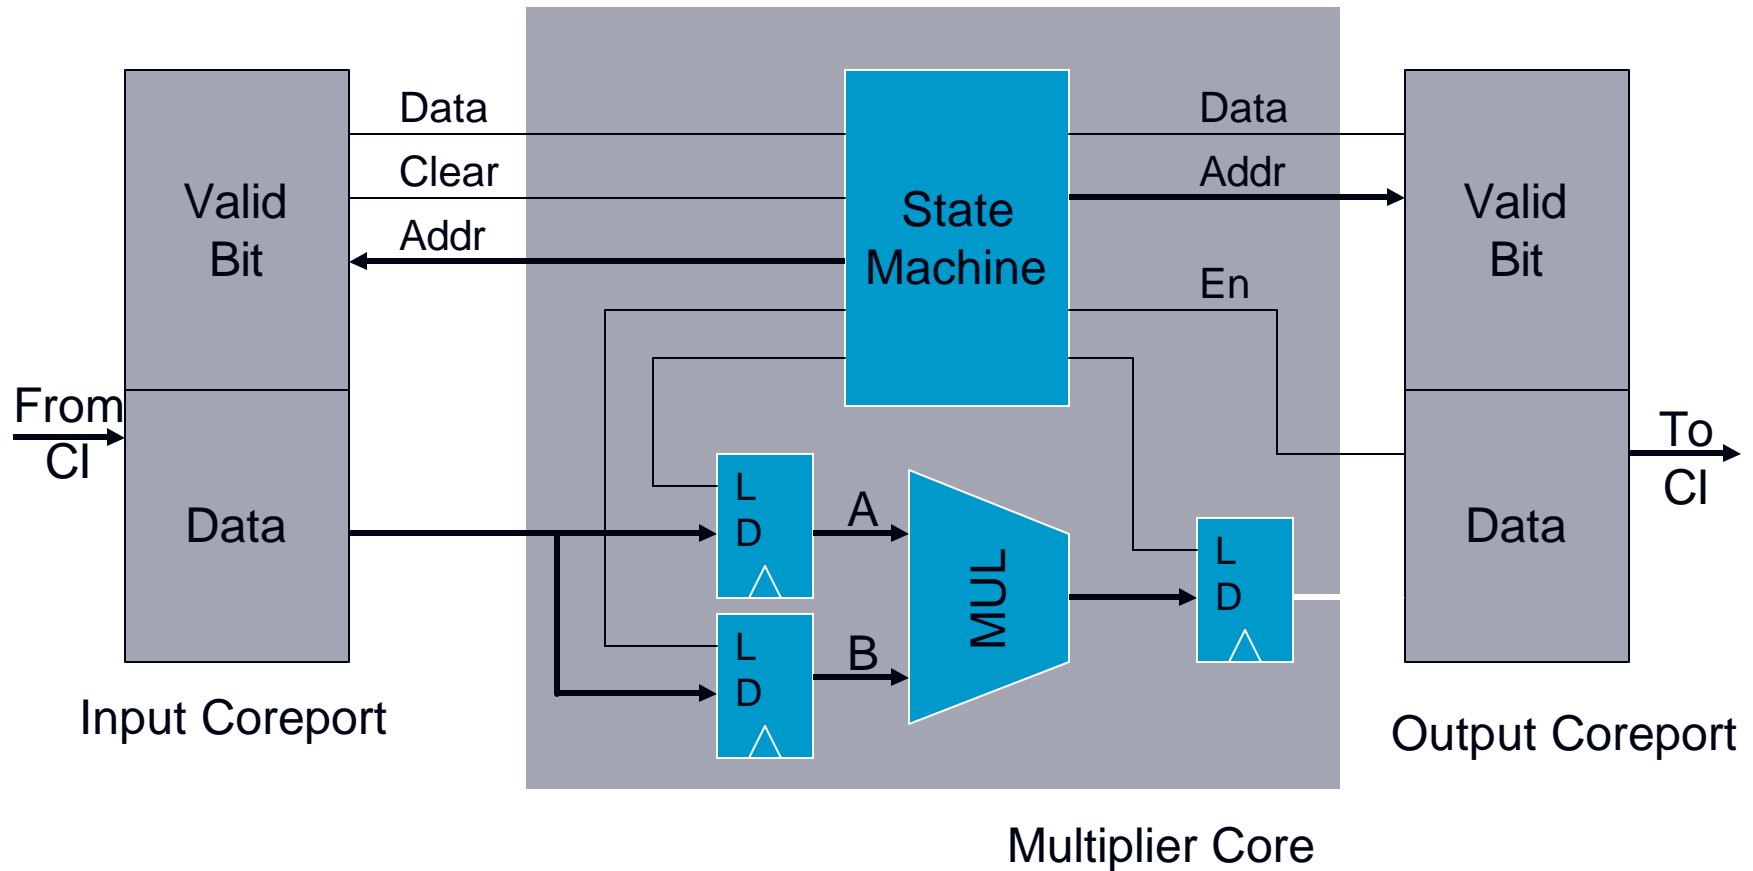 Data
Clear
Addr
Valid
Bit
From
CI
Data
Input Coreport
State
Machine
L
D
A
L
D
B
MUL
L
D
Data
Addr
En
Valid
Bit
Data
To
CI
Output Coreport
Multiplier Core